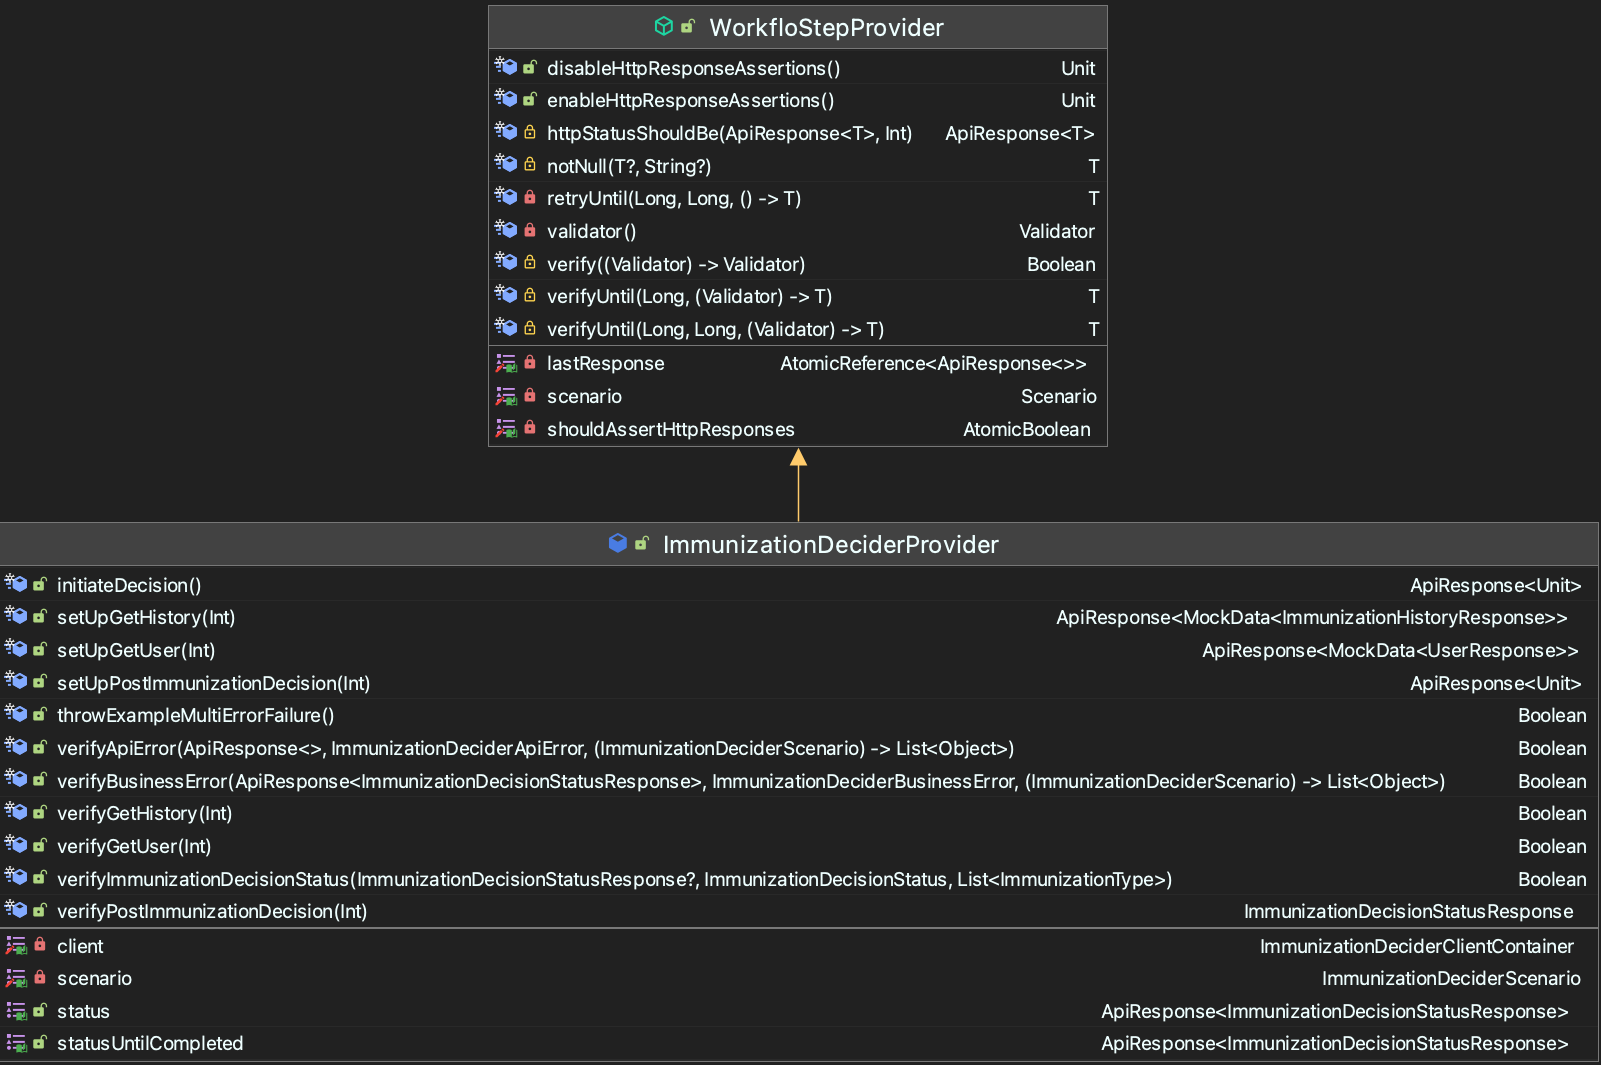 WorkfloStepProvider
disableHttpResponseAssertions() Unit
enableHttpResponseAssertions() Unit
httpStatusShouldBe(ApiResponse<T>, Int) ApiResponse<T>
notNull(T?, String?) T
retryUntil(Long, Long, () -> T) T
validator() Validator
verify((Validator) -> Validator) Boolean
verifyUntil(Long, (Validator) -> T) T
verifyUntil(Long, Long, (Validator) -> T) T
lastResponse AtomicReference<ApiResponse<>>
scenario Scenario
shouldAssertHttpResponses AtomicBoolean
ImmunizationDeciderProvider
initiateDecision() ApiResponse<Unit>
setUpGetHistory(Int) ApiResponse<MockData<ImmunizationHistoryResponse>>
setUpGetUser(Int) ApiResponse<MockData<UserResponse>>
setUpPostImmunizationDecision(Int) ApiResponse<Unit>
throwExampleMultiErrorFailure() Boolean
verifyApiError(ApiResponse<>, ImmunizationDeciderApiError, (ImmunizationDeciderScenario) -> List<Object>) Boolean
verifyBusinessError(ApiResponse<ImmunizationDecisionStatusResponse>, ImmunizationDeciderBusinessError, (ImmunizationDeciderScenario) -> List<Object>) Boolean
verifyGetHistory(Int) Boolean
verifyGetUser(Int) Boolean
verifyImmunizationDecisionStatus(ImmunizationDecisionStatusResponse?, ImmunizationDecisionStatus, List<ImmunizationType>) Boolean
verifyPostImmunizationDecision(Int) ImmunizationDecisionStatusResponse
client ImmunizationDeciderClientContainer
scenario ImmunizationDeciderScenario
status ApiResponse<ImmunizationDecisionStatusResponse>
statusUntilCompleted ApiResponse<ImmunizationDecisionStatusResponse>